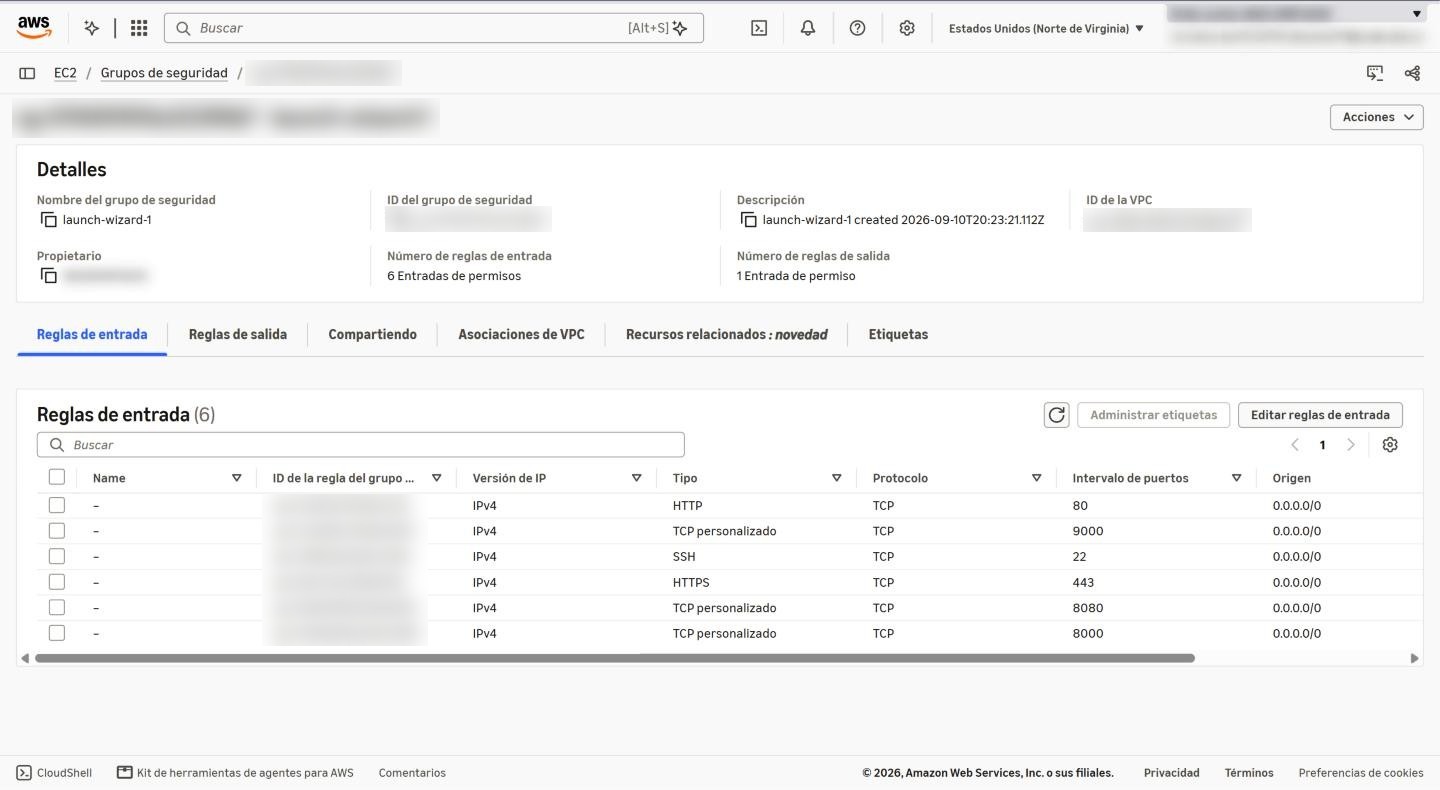 aws
Buscar [Alt+S] Estados Unidos (Norte de Virginia)
EC2 / Grupos de seguridad /
Acciones
Detalles
Nombre del grupo de seguridad
launch-wizard-1
ID del grupo de seguridad
Descripción
launch-wizard-1 created 2026-09-10T20:23:21.112Z
ID de la VPC
Propietario
Número de reglas de entrada
6 Entradas de permisos
Número de reglas de salida
1 Entrada de permiso
Reglas de entrada Reglas de salida Compartiendo Asociaciones de VPC Recursos relacionados : novedad Etiquetas
Reglas de entrada (6) Administrar etiquetas Editar reglas de entrada
Buscar 1
Name ID de la regla del grupo ... Versión de IP Tipo Protocolo Intervalo de puertos Origen
– IPv4 HTTP TCP 80 0.0.0.0/0
– IPv4 TCP personalizado TCP 9000 0.0.0.0/0
– IPv4 SSH TCP 22 0.0.0.0/0
– IPv4 HTTPS TCP 443 0.0.0.0/0
– IPv4 TCP personalizado TCP 8080 0.0.0.0/0
– IPv4 TCP personalizado TCP 8000 0.0.0.0/0
CloudShell Kit de herramientas de agentes para AWS Comentarios © 2026, Amazon Web Services, Inc. o sus filiales. Privacidad Términos Preferencias de cookies